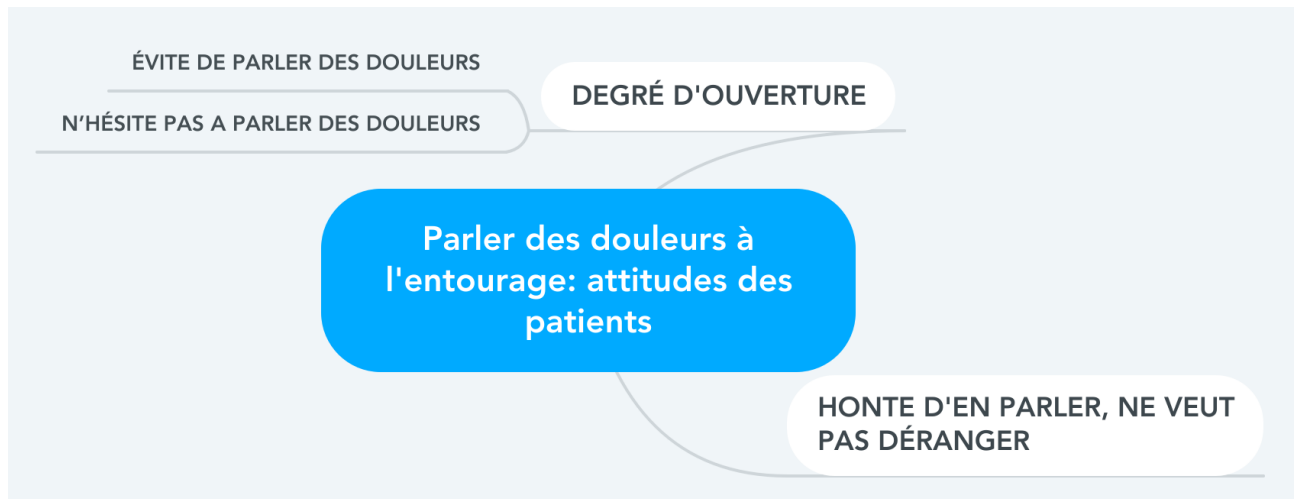 ÉVITE DE PARLER DES DOULEURS
N’HÉSITE PAS A PARLER DES DOULEURS
DEGRÉ D'OUVERTURE
Parler des douleurs à
l'entourage: attitudes des
patients
HONTE D'EN PARLER, NE VEUT
PAS DÉRANGER